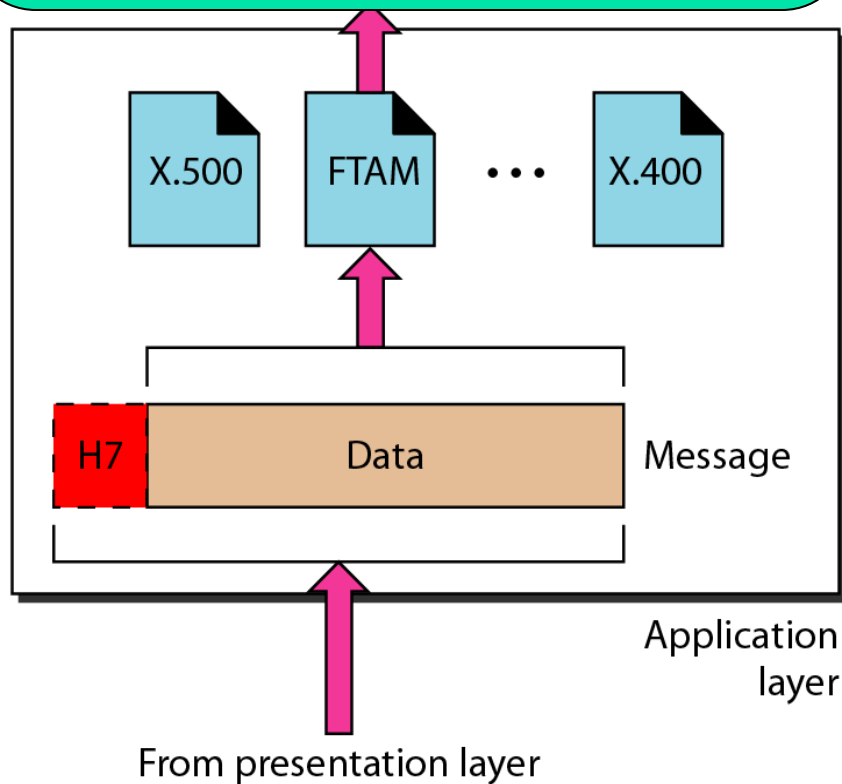 X.500 FTAM ... X.400
H7 Data Message
Application
layer
From presentation layer